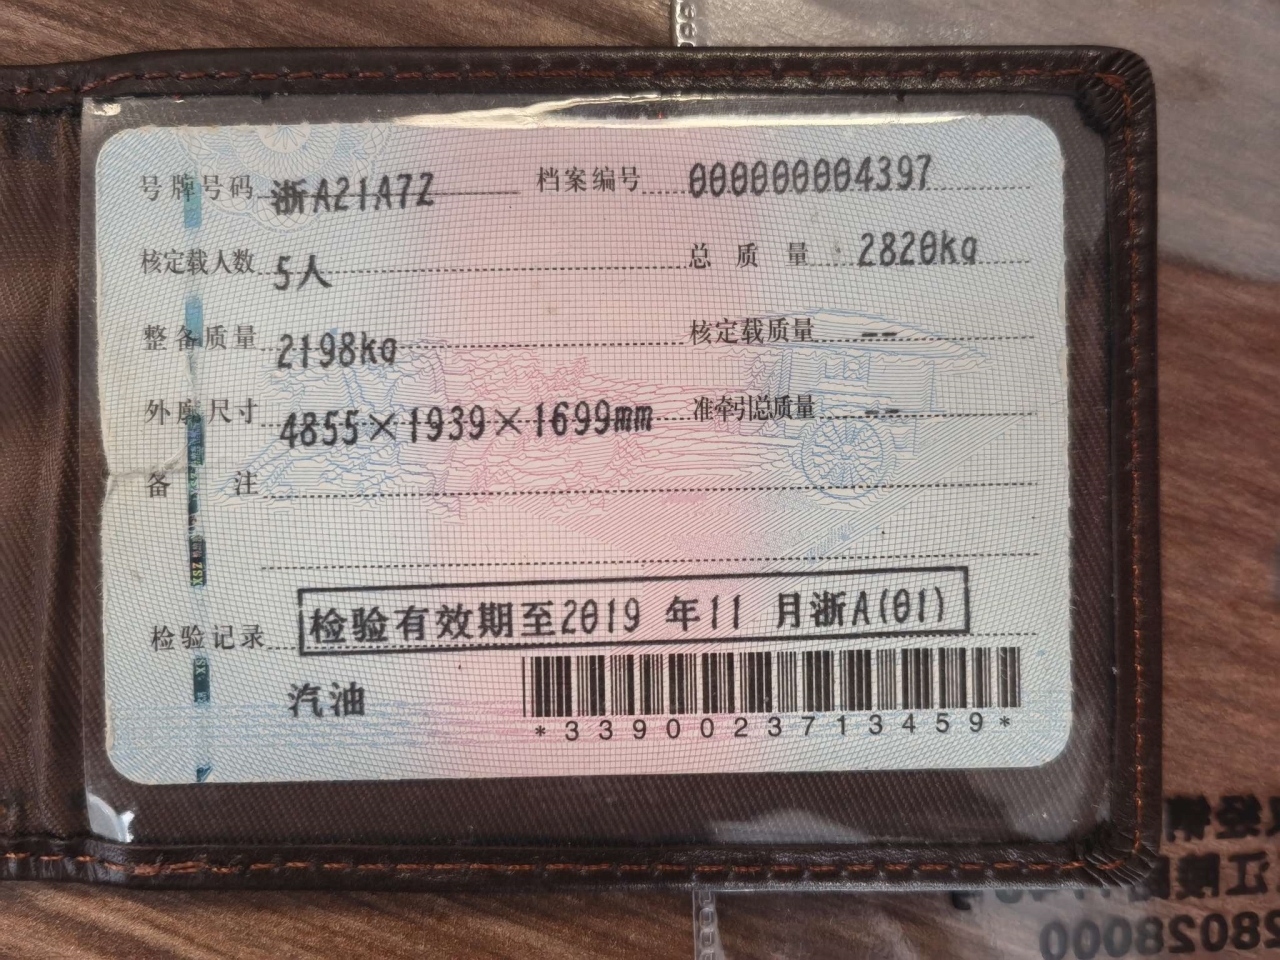 号牌号码 浙A21A7Z 档案编号 000000004397
核定载人数 5人 总质量 2820kg
整备质量 2198kg 核定载质量 --
外廓尺寸 4855×1939×1699mm 准牵引总质量 --
备注
检验记录 检验有效期至2019 年11 月浙A(01)
汽油
*3390023713459*
28028000